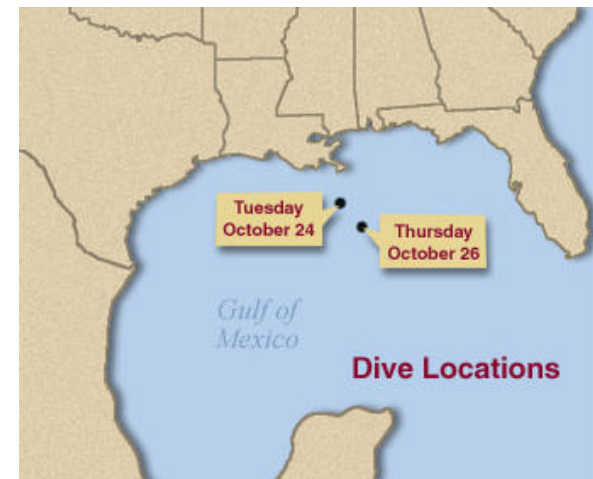 Tuesday
October 24
Thursday
October 26
Gulf of
Mexico
Dive Locations